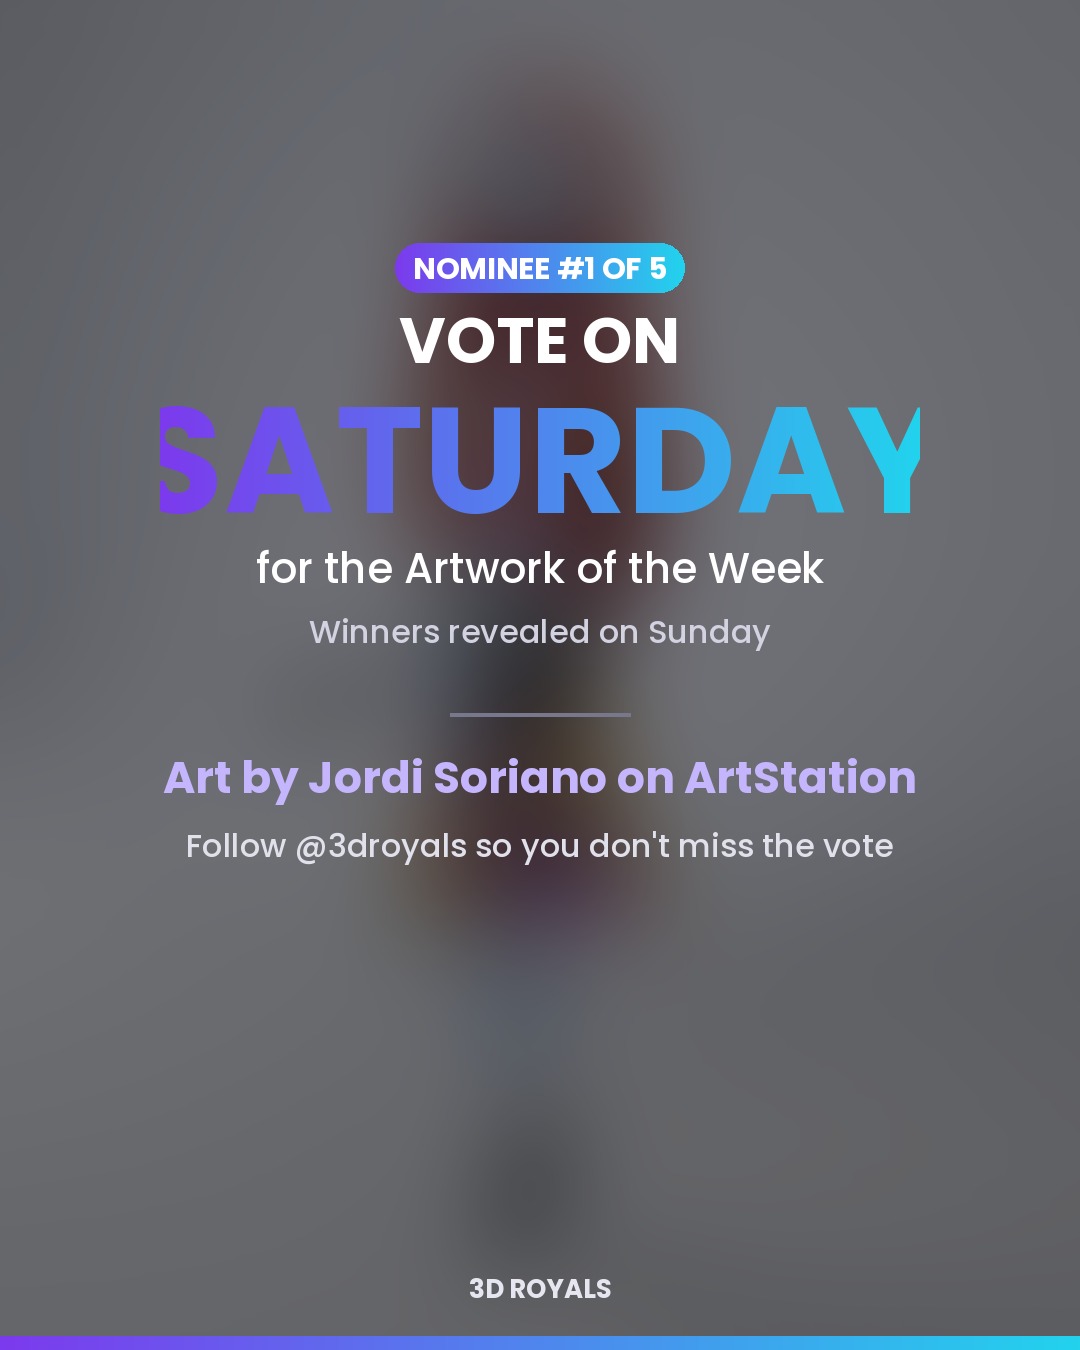 NOMINEE #1 OF 5
VOTE ON
SATURDAY
for the Artwork of the Week
Winners revealed on Sunday
Art by Jordi Soriano on ArtStation
Follow @3droyals so you don't miss the vote
3D ROYALS